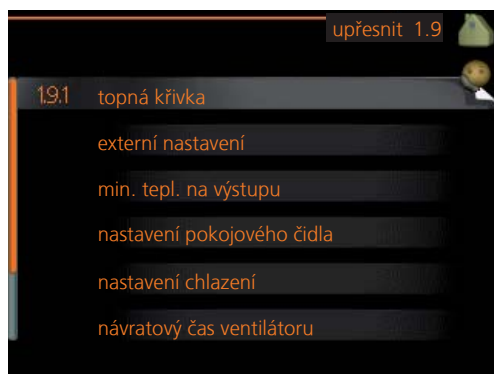 upřesnit 1.9
1.9.1 topná křivka
externí nastavení
min. tepl. na výstupu
nastavení pokojového čidla
nastavení chlazení
návratový čas ventilátoru